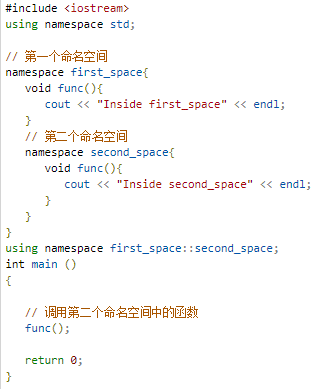 #include <iostream>
using namespace std;

// 第一个命名空间
namespace first_space{
   void func(){
      cout << "Inside first_space" << endl;
   }
   // 第二个命名空间
   namespace second_space{
      void func(){
         cout << "Inside second_space" << endl;
      }
   }
}
using namespace first_space::second_space;
int main ()
{

   // 调用第二个命名空间中的函数
   func();

   return 0;
}